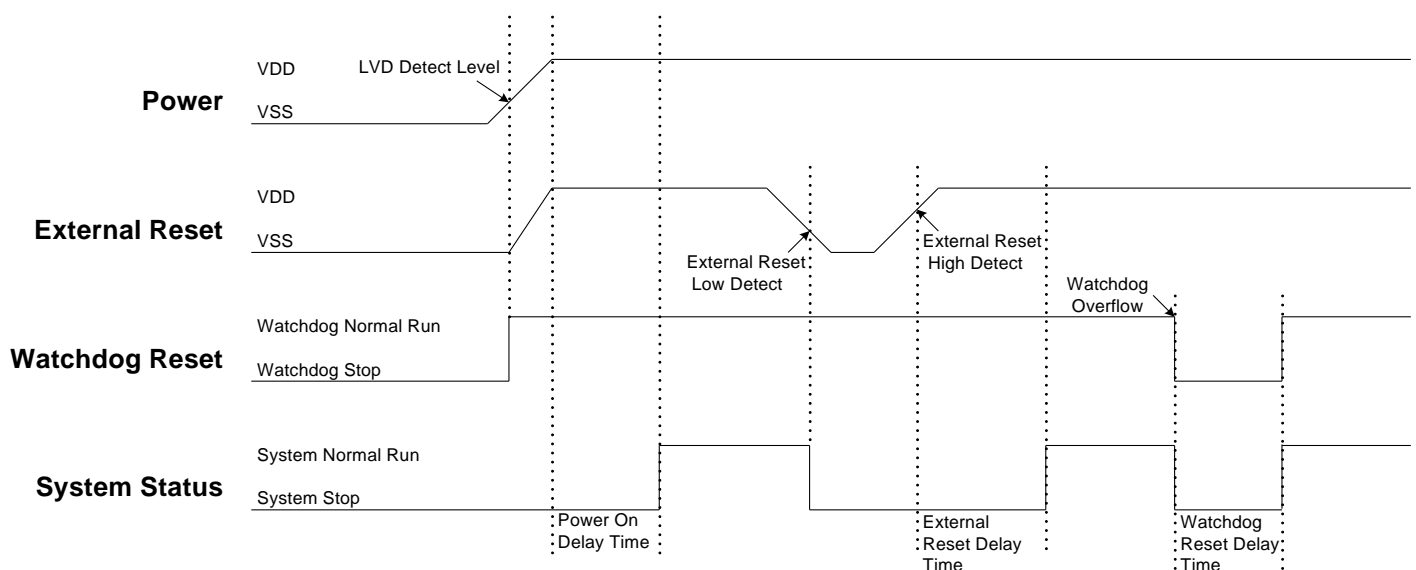 VDD
LVD Detect Level
Power
VSS
VDD
External Reset
VSS
External Reset
Low Detect
External Reset
High Detect
Watchdog
Overflow
Watchdog Normal Run
Watchdog Reset
Watchdog Stop
System Normal Run
System Status
System Stop
Power On
Delay Time
External
Reset Delay
Time
Watchdog
Reset Delay
Time